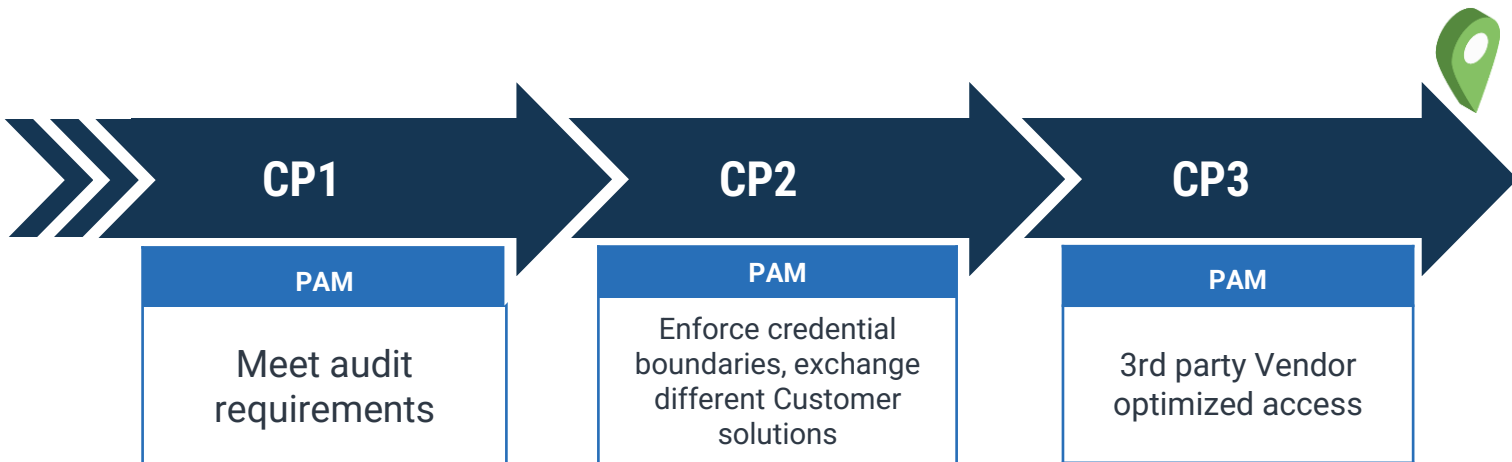 CP1
CP2
CP3
PAM
Meet audit
requirements
PAM
Enforce credential
boundaries, exchange
different Customer
solutions
PAM
3rd party Vendor
optimized access